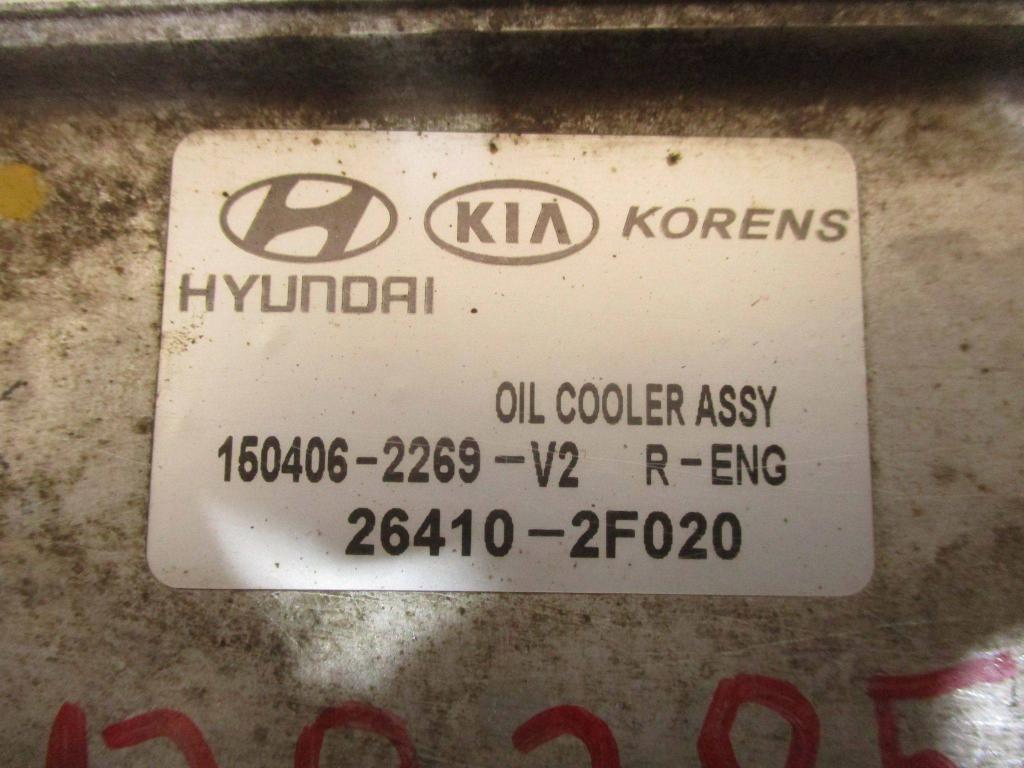 KIA KORENS
HYUNDAI
OIL COOLER ASSY
150406-2269-V2 R-ENG
26410-2F020